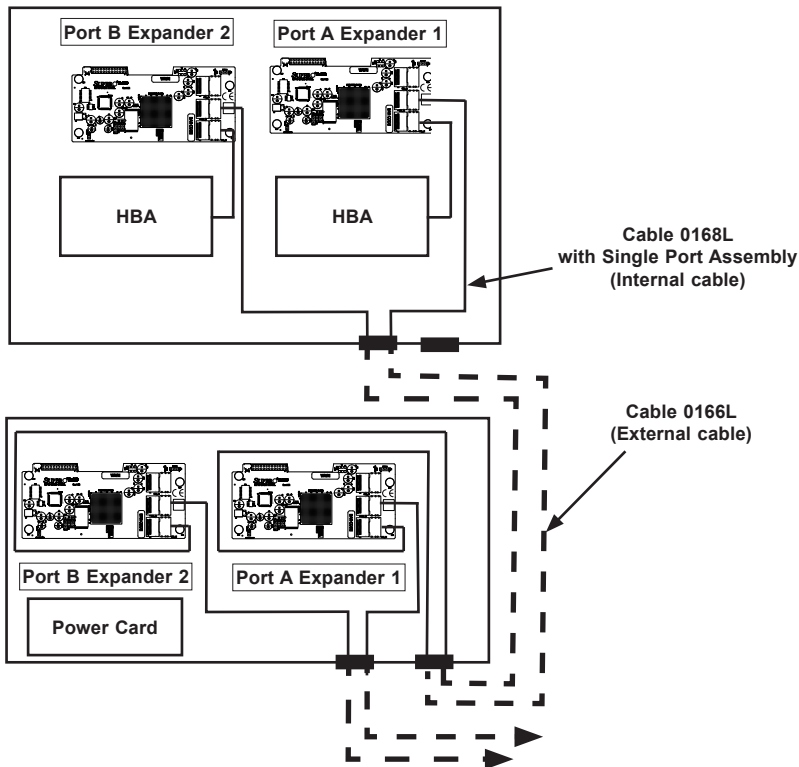 Port B Expander 2
Port A Expander 1
HBA
HBA
Cable 0168L
with Single Port Assembly
(Internal cable)
Cable 0166L
(External cable)
Port B Expander 2
Port A Expander 1
Power Card